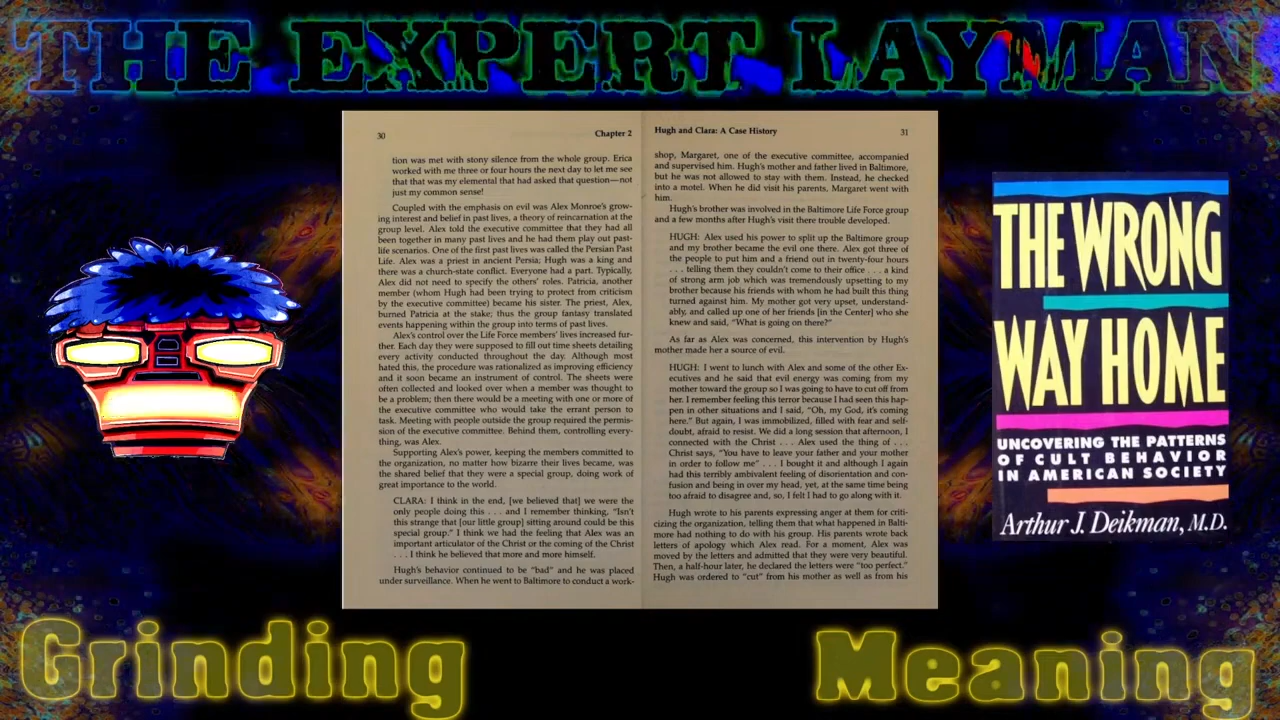 THE EXPERT LAYMAN
30 Chapter 2
tion was met with stony silence from the whole group. Erica
worked with me three or four hours the next day to let me see
that that was my elemental that had asked that question—not
just my common sense!
Coupled with the emphasis on evil was Alex Monroe's grow-
ing interest and belief in past lives, a theory of reincarnation at the
group level. Alex told the executive committee that they had all
been together in many past lives and he had them play out past-
life scenarios. One of the first past lives was called the Persian Past
Life. Alex was a priest in ancient Persia; Hugh was a king and
there was a church-state conflict. Everyone had a part. Typically,
Alex did not need to specify the others' roles. Patricia, another
member (whom Hugh had been trying to protect from criticism
by the executive committee) became his sister. The priest, Alex,
burned Patricia at the stake; thus the group fantasy translated
events happening within the group into terms of past lives.
Alex's control over the Life Force members' lives increased fur-
ther. Each day they were supposed to fill out time sheets detailing
every activity conducted throughout the day. Although most
hated this, the procedure was rationalized as improving efficiency
and it soon became an instrument of control. The sheets were
often collected and looked over when a member was thought to
be a problem; then there would be a meeting with one or more of
the executive committee who would take the errant person to
task. Meeting with people outside the group required the permis-
sion of the executive committee. Behind them, controlling every-
thing, was Alex.
Supporting Alex's power, keeping the members committed to
the organization, no matter how bizarre their lives became, was
the shared belief that they were a special group, doing work of
great importance to the world.
CLARA: I think in the end, [we believed that] we were the
only people doing this . . . and I remember thinking, "Isn't
this strange that [our little group] sitting around could be this
special group." I think we had the feeling that Alex was an
important articulator of the Christ or the coming of the Christ
. . . I think he believed that more and more himself.
Hugh's behavior continued to be "bad" and he was placed
under surveillance. When he went to Baltimore to conduct a work-
Hugh and Clara: A Case History 31
shop, Margaret, one of the executive committee, accompanied
and supervised him. Hugh's mother and father lived in Baltimore,
but he was not allowed to stay with them. Instead, he checked
into a motel. When he did visit his parents, Margaret went with
him.
Hugh's brother was involved in the Baltimore Life Force group
and a few months after Hugh's visit there trouble developed.
HUGH: Alex used his power to split up the Baltimore group
and my brother became the evil one there. Alex got three of
the people to put him and a friend out in twenty-four hours
. . . telling them they couldn't come to their office . . . a kind
of strong arm job which was tremendously upsetting to my
brother because his friends with whom he had built this thing
turned against him. My mother got very upset, understand-
ably, and called up one of her friends [in the Center] who she
knew and said, "What is going on there?"
As far as Alex was concerned, this intervention by Hugh's
mother made her a source of evil.
HUGH: I went to lunch with Alex and some of the other Ex-
ecutives and he said that evil energy was coming from my
mother toward the group so I was going to have to cut off from
her. I remember feeling this terror because I had seen this hap-
pen in other situations and I said, "Oh, my God, it's coming
here." But again, I was immobilized, filled with fear and self-
doubt, afraid to resist. We did a long session that afternoon, I
connected with the Christ . . . Alex used the thing of . . .
Christ says, "You have to leave your father and your mother
in order to follow me" . . . I bought it and although I again
had this terribly ambivalent feeling of disorientation and con-
fusion and being in over my head, yet, at the same time being
too afraid to disagree and, so, I felt I had to go along with it.
Hugh wrote to his parents expressing anger at them for criti-
cizing the organization, telling them that what happened in Balti-
more had nothing to do with his group. His parents wrote back
letters of apology which Alex read. For a moment, Alex was
moved by the letters and admitted that they were very beautiful.
Then, a half-hour later, he declared the letters were "too perfect."
Hugh was ordered to "cut" from his mother as well as from his
THE WRONG
WAY HOME
UNCOVERING THE PATTERNS
OF CULT BEHAVIOR
IN AMERICAN SOCIETY
Arthur J. Deikman, M.D.
Grinding Meaning